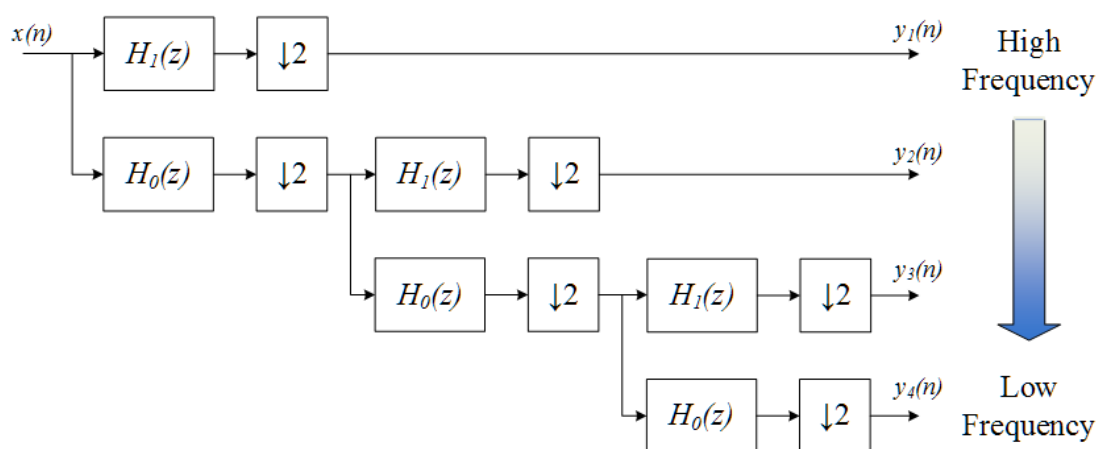 x(n)
H1(z)
↓2
y1(n)
High
Frequency
H0(z)
↓2
H1(z)
↓2
y2(n)
H0(z)
↓2
H1(z)
↓2
y3(n)
H0(z)
↓2
y4(n)
Low
Frequency